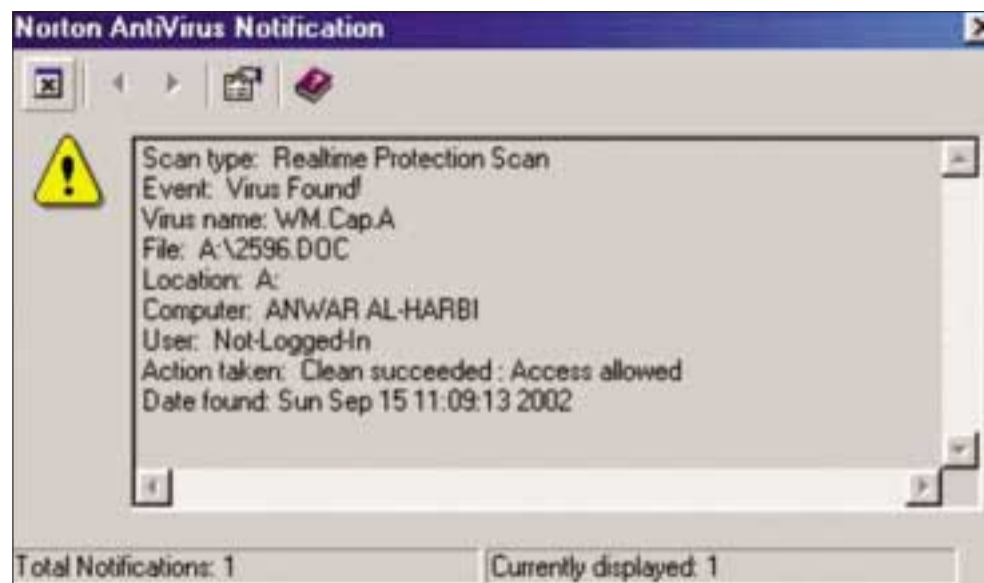 Norton AntiVirus Notification
Scan type: Realtime Protection Scan
Event: Virus Found!
Virus name: WM.Cap.A
File: A:\2596.DOC
Location: A:
Computer: ANWAR AL-HARBI
User: Not-Logged-In
Action taken: Clean succeeded : Access allowed
Date found: Sun Sep 15 11:09:13 2002
Total Notifications: 1
Currently displayed: 1